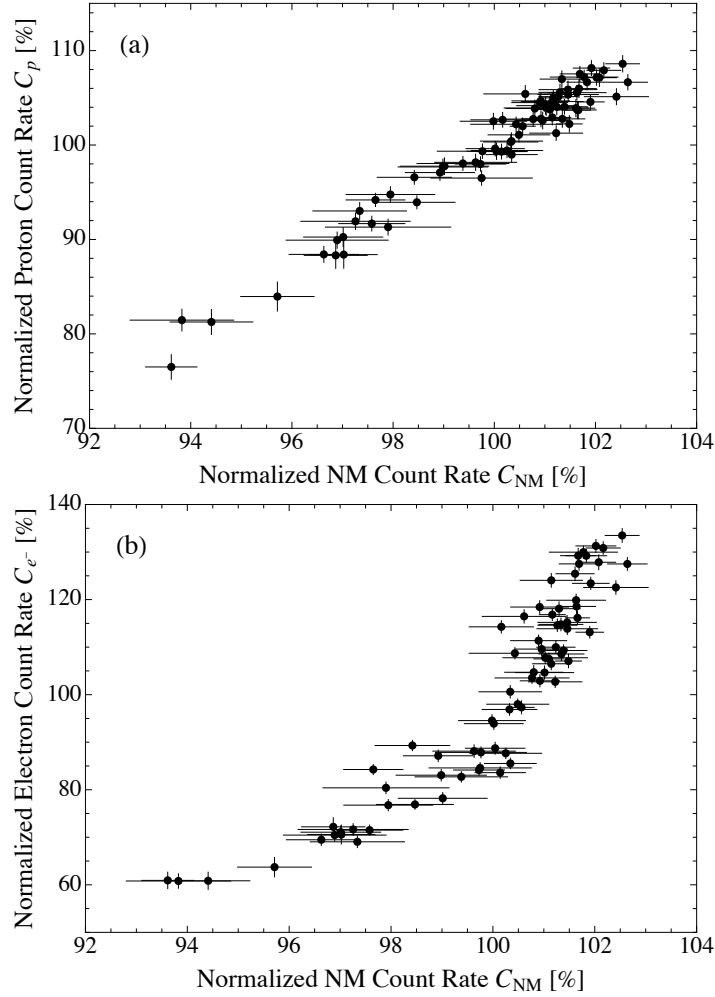 (a)
Normalized Proton Count Rate Cₚ [%]
110
100
90
80
70
92 94 96 98 100 102 104
Normalized NM Count Rate C_NM [%]
(b)
Normalized Electron Count Rate C_e⁻ [%]
140
120
100
80
60
92 94 96 98 100 102 104
Normalized NM Count Rate C_NM [%]